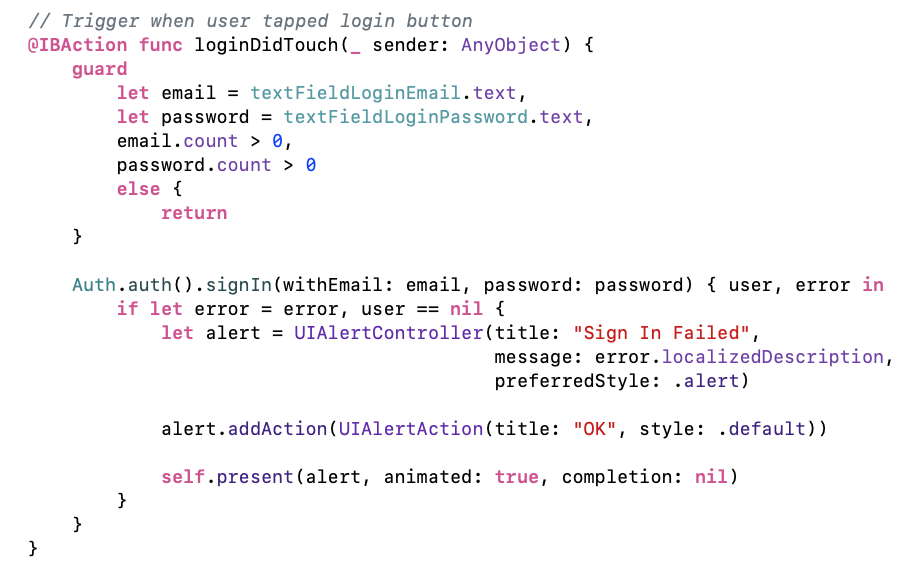 // Trigger when user tapped login button
@IBAction func loginDidTouch(_ sender: AnyObject) {
    guard
        let email = textFieldLoginEmail.text,
        let password = textFieldLoginPassword.text,
        email.count > 0,
        password.count > 0
        else {
            return
    }

    Auth.auth().signIn(withEmail: email, password: password) { user, error in
        if let error = error, user == nil {
            let alert = UIAlertController(title: "Sign In Failed",
                                          message: error.localizedDescription,
                                          preferredStyle: .alert)

            alert.addAction(UIAlertAction(title: "OK", style: .default))

            self.present(alert, animated: true, completion: nil)
        }
    }
}